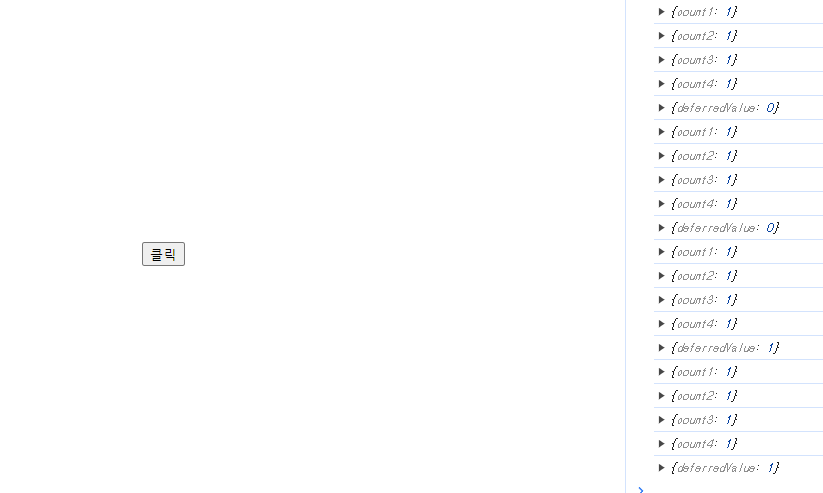 클릭
▶ {count1: 1}
▶ {count2: 1}
▶ {count3: 1}
▶ {count4: 1}
▶ {deferredValue: 0}
▶ {count1: 1}
▶ {count2: 1}
▶ {count3: 1}
▶ {count4: 1}
▶ {deferredValue: 0}
▶ {count1: 1}
▶ {count2: 1}
▶ {count3: 1}
▶ {count4: 1}
▶ {deferredValue: 1}
▶ {count1: 1}
▶ {count2: 1}
▶ {count3: 1}
▶ {count4: 1}
▶ {deferredValue: 1}